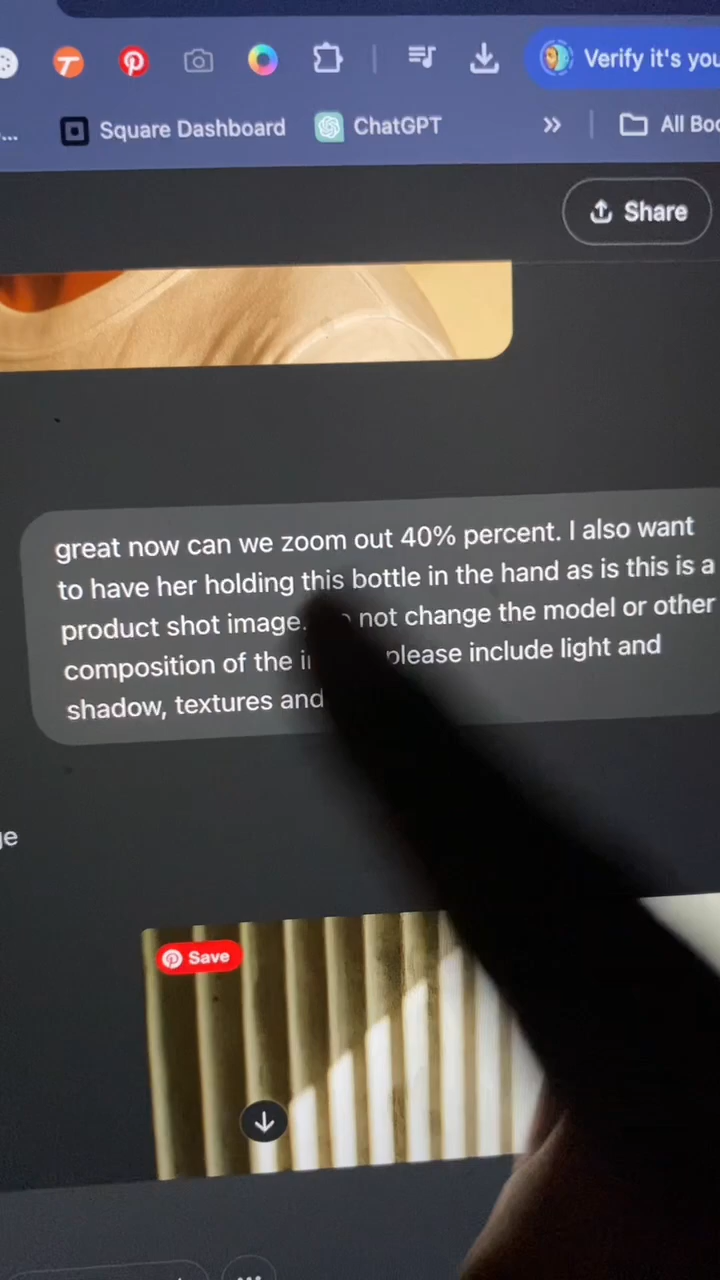 Verify it's you
...
Square Dashboard
ChatGPT
All Boo
Share
great now can we zoom out 40% percent. I also want
to have her holding this bottle in the hand as is this is a
product shot image. not change the model or other
composition of the please include light and
shadow, textures and
ge
Save